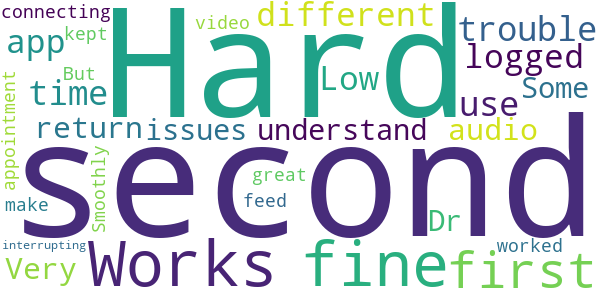 connecting
video
different
trouble
kept
app
Hard
Low
logged
But
Some
time
use
appointment
return
issues
understand
audio
Smoothly
second
great
make
feed
Dr
interrupting
worked
Very
Works
fine
first